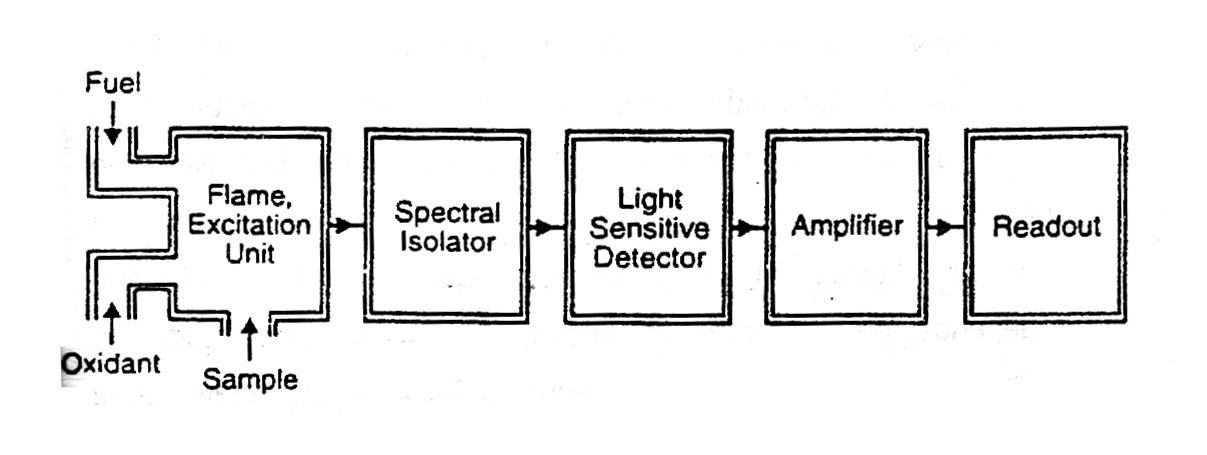 Fuel
Flame,
Excitation
Unit
Spectral
Isolator
Light
Sensitive
Detector
Amplifier
Readout
Oxidant
Sample